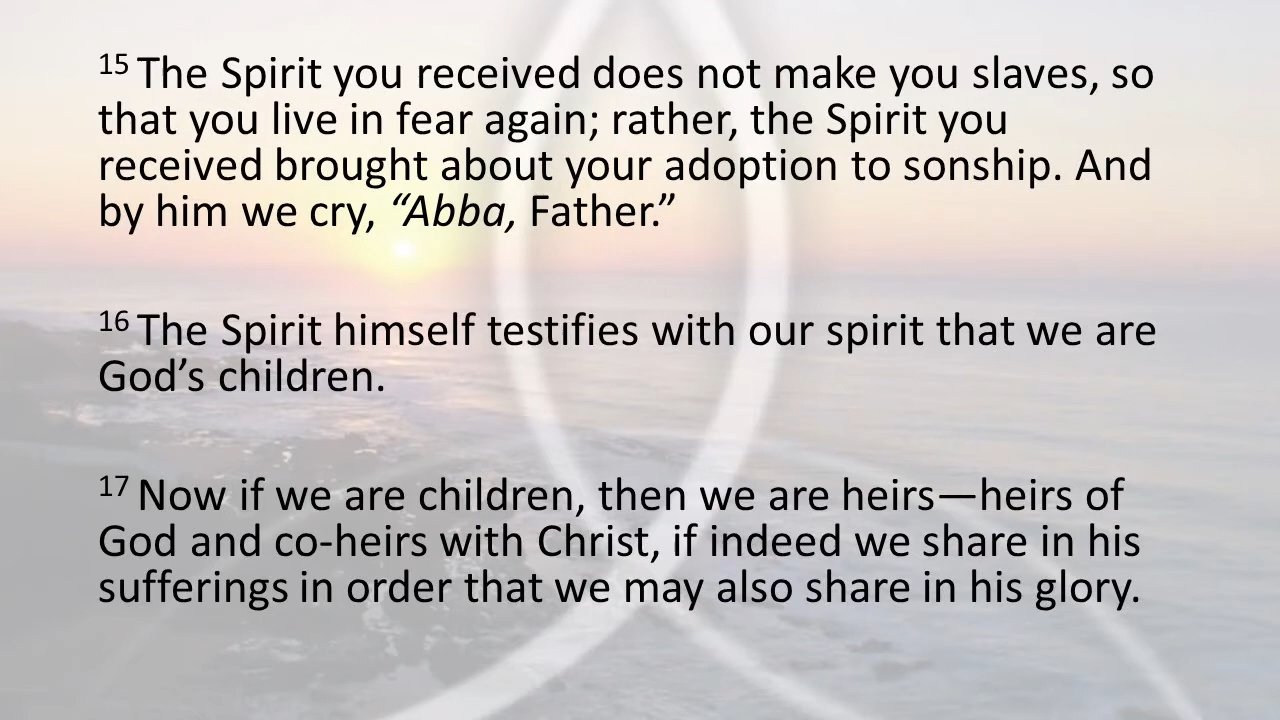 15 The Spirit you received does not make you slaves, so
that you live in fear again; rather, the Spirit you
received brought about your adoption to sonship. And
by him we cry, “Abba, Father.”
16 The Spirit himself testifies with our spirit that we are
God’s children.
17 Now if we are children, then we are heirs—heirs of
God and co-heirs with Christ, if indeed we share in his
sufferings in order that we may also share in his glory.